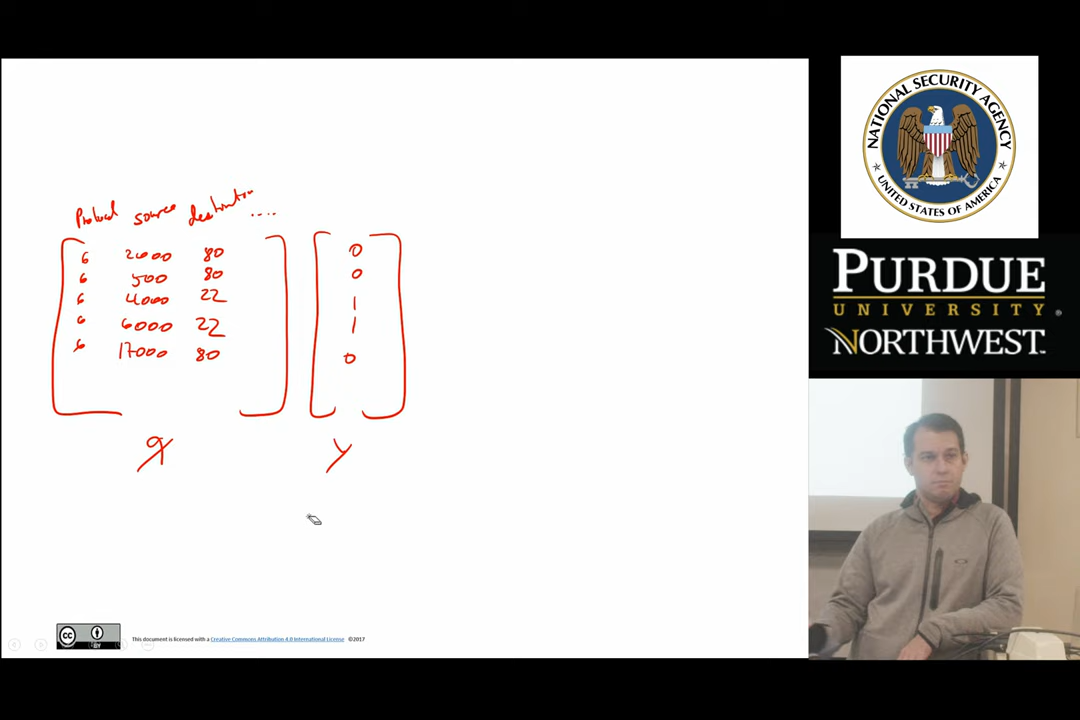 Protocol source destination ....
6 2000 80 0
6 500 80 0
6 4000 22 1
6 6000 22 1
6 17000 80 0
X y
CC BY
This document is licensed with a Creative Commons Attribution 4.0 International License ©2017
NATIONAL SECURITY AGENCY
UNITED STATES OF AMERICA
PURDUE
UNIVERSITY
NORTHWEST